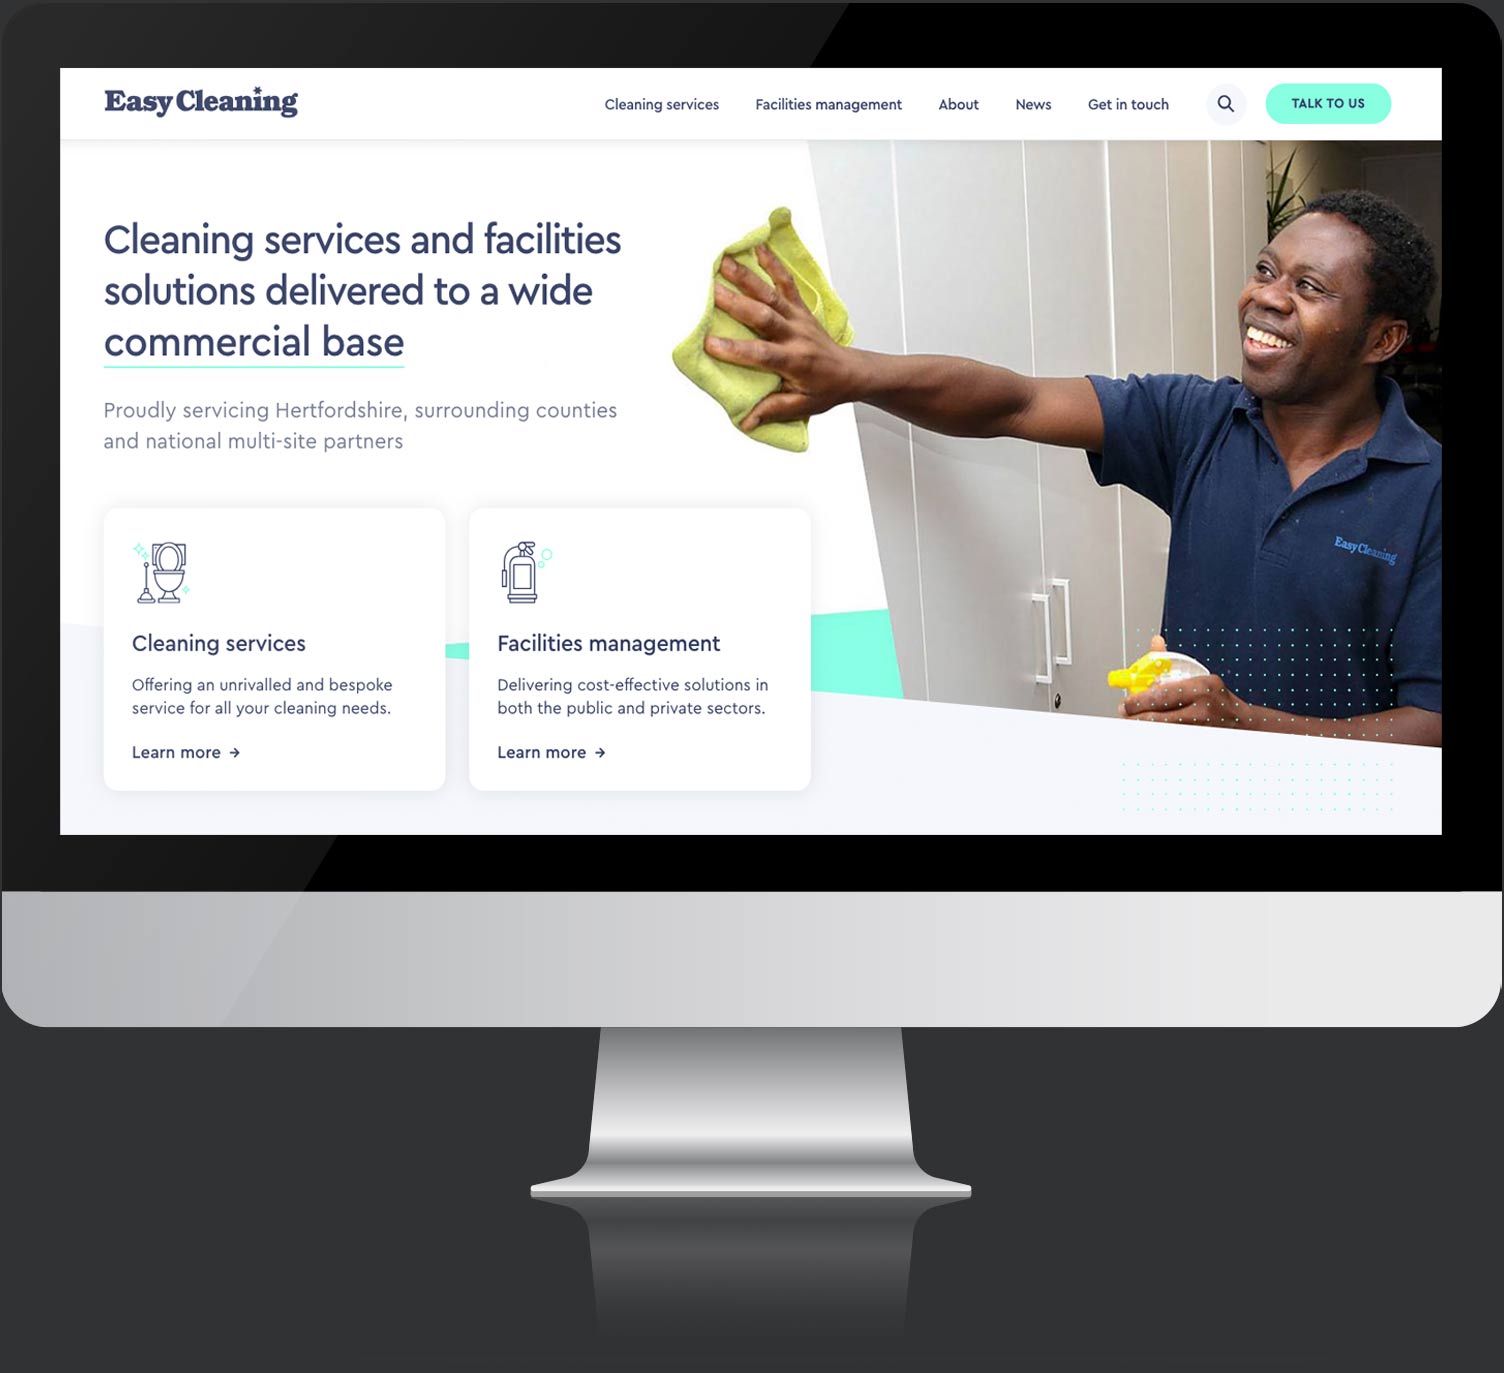 Easy Cleaning
Cleaning services
Facilities management
About
News
Get in touch
TALK TO US
Cleaning services and facilities
solutions delivered to a wide
commercial base
Proudly servicing Hertfordshire, surrounding counties
and national multi-site partners
Easy Cleaning
Cleaning services
Offering an unrivalled and bespoke
service for all your cleaning needs.
Learn more →
Facilities management
Delivering cost-effective solutions in
both the public and private sectors.
Learn more →